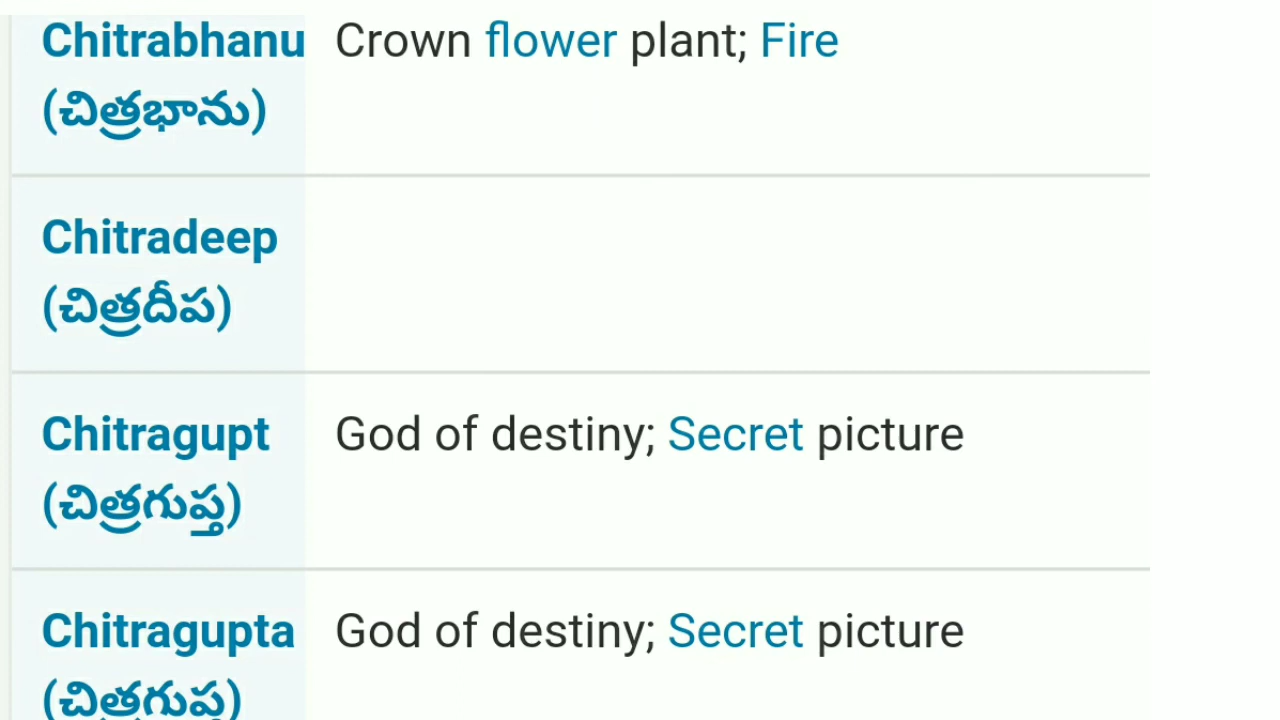 Chitrabhanu Crown flower plant; Fire
(చిత్రభాను)
Chitradeep
(చిత్రదీప)
Chitragupt God of destiny; Secret picture
(చిత్రగుప్త)
Chitragupta God of destiny; Secret picture
(చిత్రగుప్త)